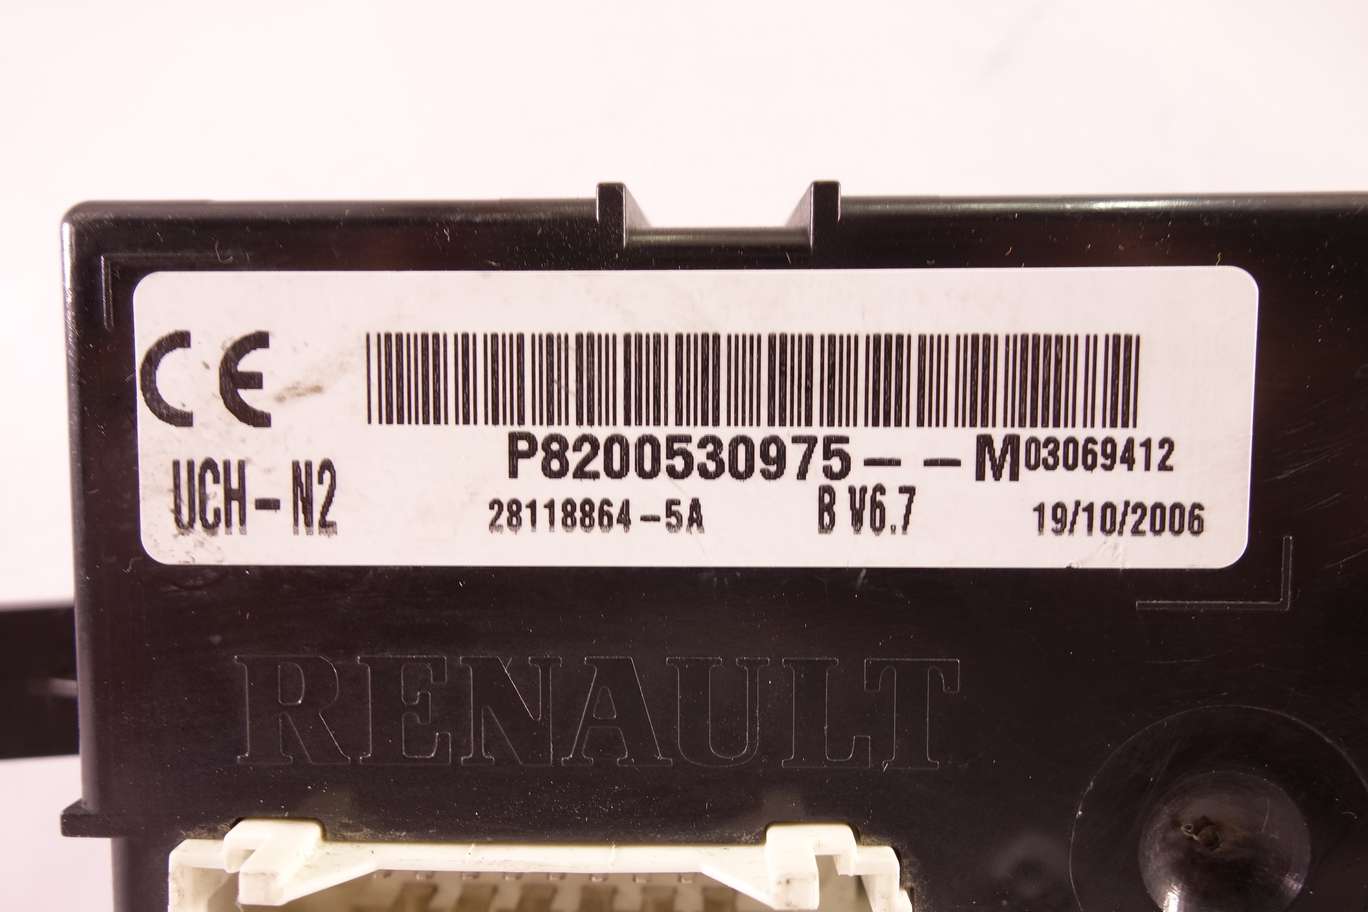 CE
P8200530975-- M03069412
UCH-N2
28118864-5A
B V6.7
19/10/2006
RENAULT